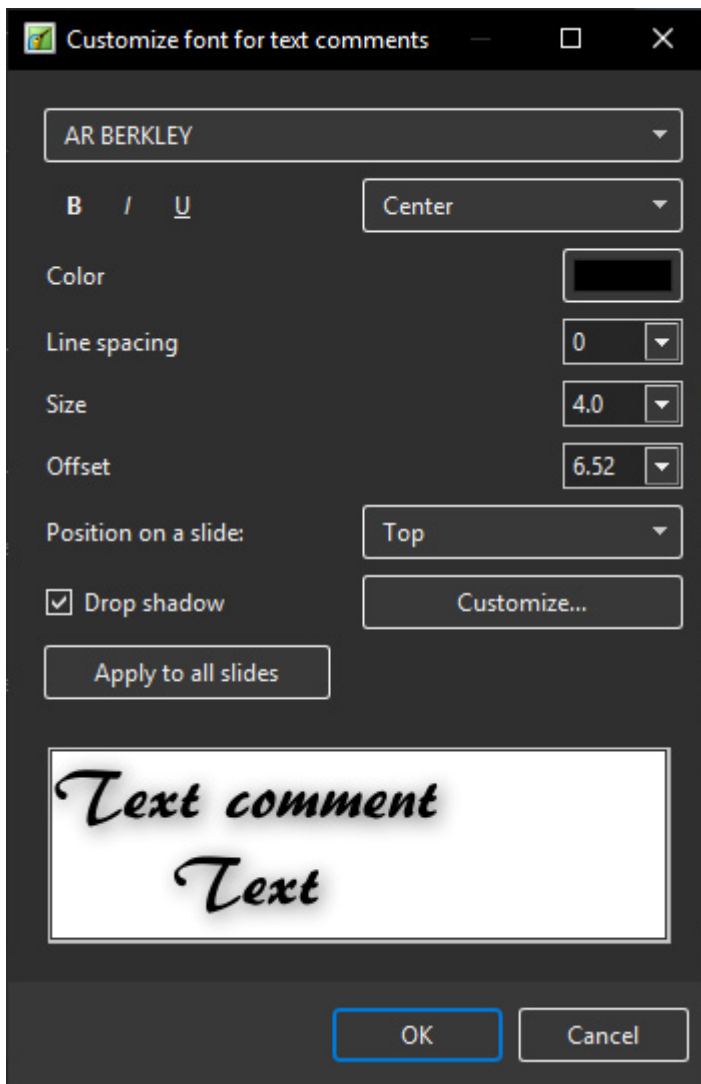 Customize font for text comments
AR BERKLEY
B I U Center
Color
Line spacing 0
Size 4.0
Offset 6.52
Position on a slide: Top
Drop shadow Customize...
Apply to all slides
Text comment
Text
OK Cancel